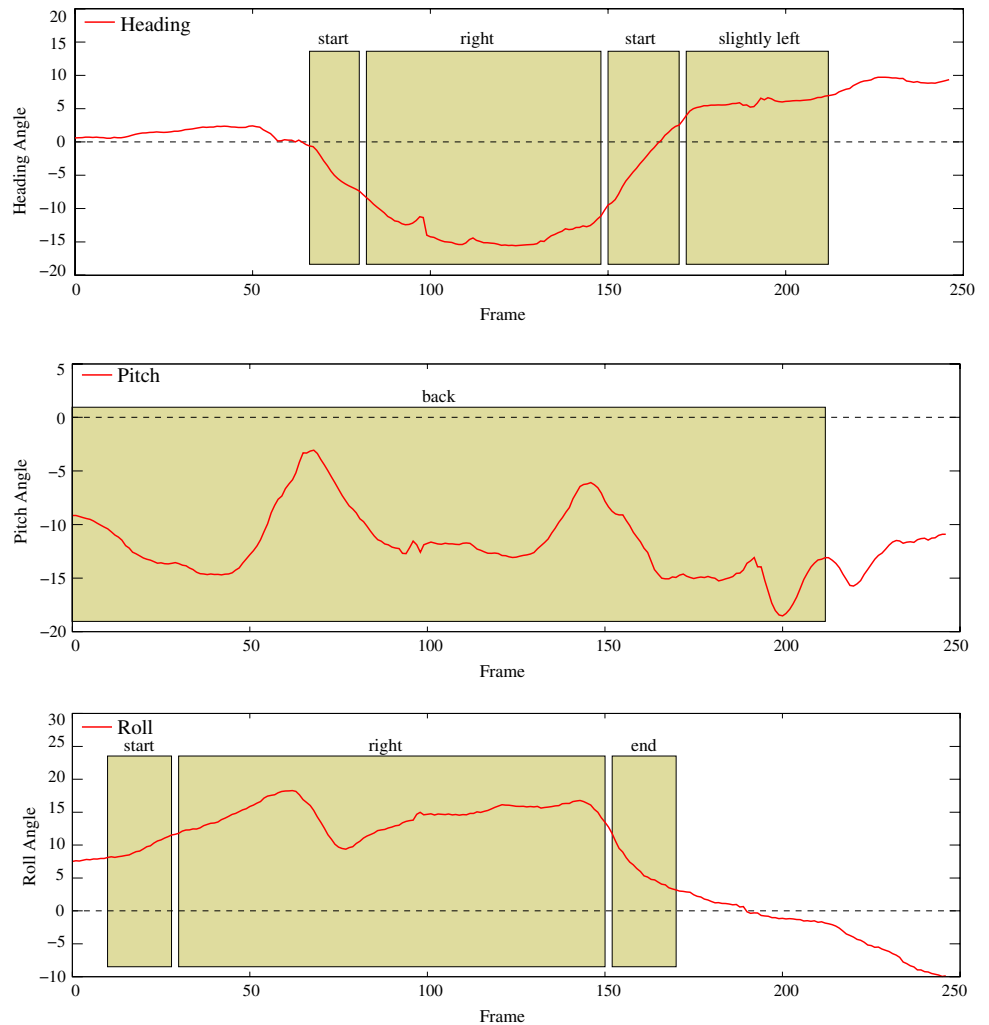 Heading
start right start slightly left
20
15
10
5
0
−5
−10
−15
−20
Heading Angle
0 50 100 150 200 250
Frame
Pitch
back
5
0
−5
−10
−15
−20
Pitch Angle
0 50 100 150 200 250
Frame
Roll
start right end
30
25
20
15
10
5
0
−5
−10
Roll Angle
0 50 100 150 200 250
Frame